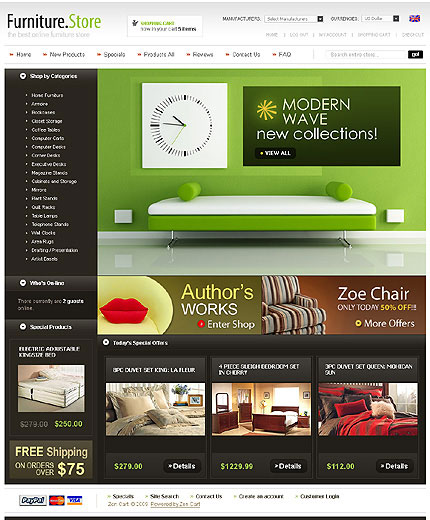 Furniture.Store
the best online furniture store
SHOPPING CART
now in your cart 5 items
MANUFACTURERS: Select Manufacturers
CURRENCIES: US Dollar
HOME | LOG OUT | MY ACCOUNT | SHOPPING CART | CHECKOUT
Home
New Products
Specials
Products All
Reviews
Contact Us
FAQ
Search entire store...
go!
Shop by Categories
Home Furniture
Armoire
Bookcases
Closet Storage
Coffee Tables
Computer Carts
Computer Desks
Corner Desks
Executive Desks
Magazine Stands
Cabinets and Storage
Mirrors
Plant Stands
Quilt Racks
Table Lamps
Telephone Stands
Wall Clocks
Area Rugs
Drafting / Presentation
Artist Easels
MODERN
WAVE
new collections!
VIEW ALL
Who's On-line
There currently are 2 guests
online.
Author's
WORKS
Enter Shop
Zoe Chair
ONLY TODAY 50% OFF!!!
More Offers
Special Products
ELECTRIC ADJUSTABLE
KINGSIZE BED
$279.00 $250.00
Today's Special Offers
8PC DUVET SET KING: LA FLEUR
$279.00
Details
4 PIECE SLEIGH BEDROOM SET
IN CHERRY
$1229.99
Details
3PC DUVET SET QUEEN: MOHICAN
SUN
$112.00
Details
FREE Shipping
ON ORDERS
OVER $75
PayPal
VISA
Specials
Site Search
Contact Us
Create an account
Customer Login
Zen Cart © 2009. Powered by Zen Cart